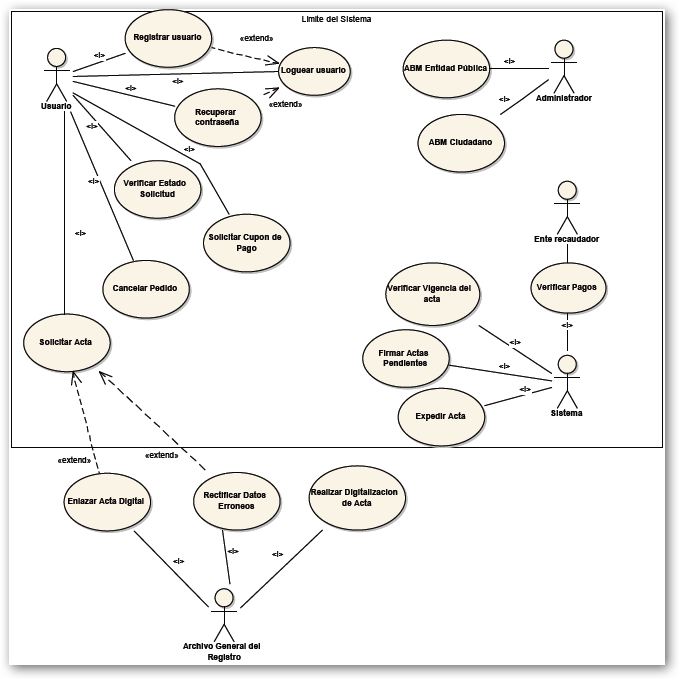 Limite del Sistema
Registrar usuario
«extend»
<i>
Loguear usuario
<i>
<i>
«extend»
Usuario
Recuperar
contraseña
<i>
<i>
Verificar Estado
Solicitud
<i>
<i>
Solicitar Cupon de
Pago
Cancelar Pedido
Solicitar Acta
ABM Entidad Pública
<i>
Administrador
<i>
ABM Ciudadano
Ente recaudador
Verificar Pagos
<i>
Verificar Vigencia del
acta
<i>
Firmar Actas
Pendientes
<i>
<i>
Expedir Acta
Sistema
«extend»
«extend»
Enlazar Acta Digital
Rectificar Datos
Erroneos
Realizar Digitalizacion
de Acta
<i>
<i>
<i>
Archivo General del
Registro